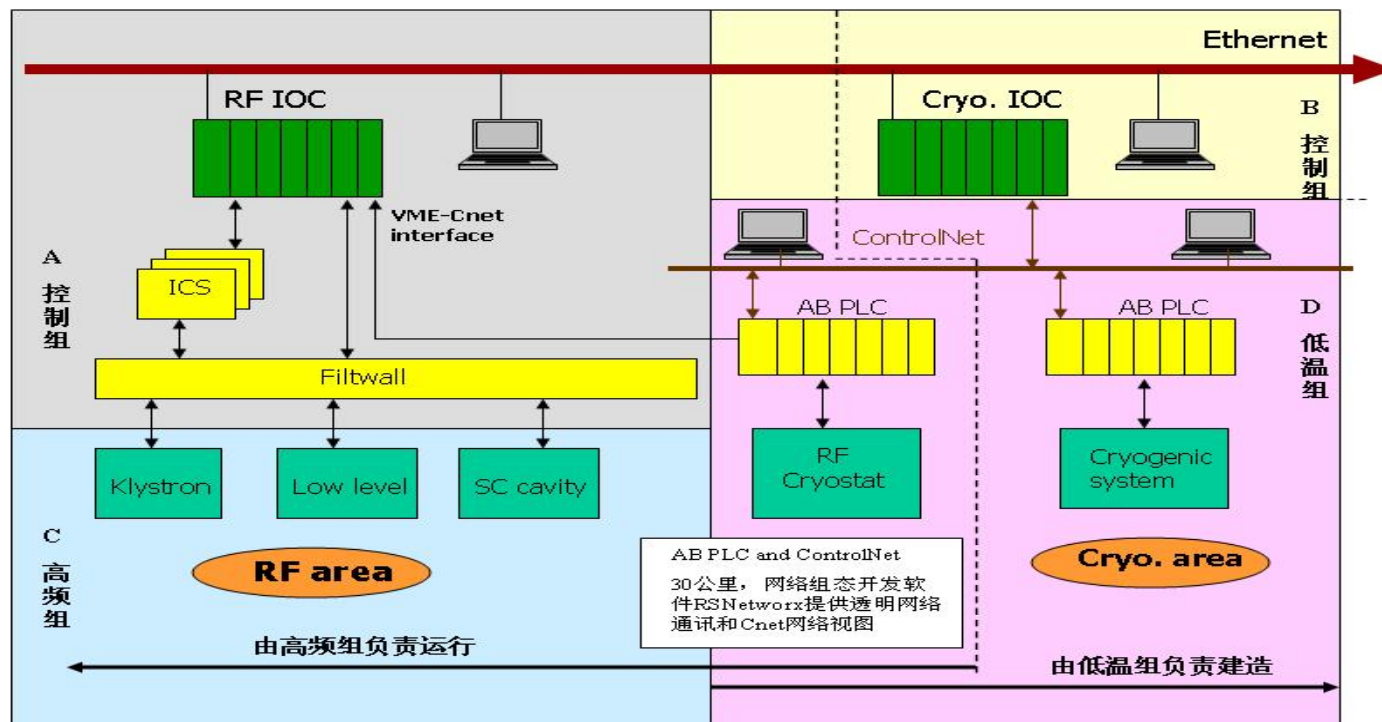 Ethernet
RF IOC
Cryo. IOC
B
控制组
VME-Cnet
interface
ControlNet
A
控制组
ICS
AB PLC
AB PLC
D
低温组
Filtwall
Klystron
Low level
SC cavity
RF
Cryostat
Cryogenic
system
C
高频组
RF area
AB PLC and ControlNet
30公里，网络组态开发软
件RSNetworx提供透明网络
通讯和Cnet网络视图
Cryo. area
由高频组负责运行
由低温组负责建造